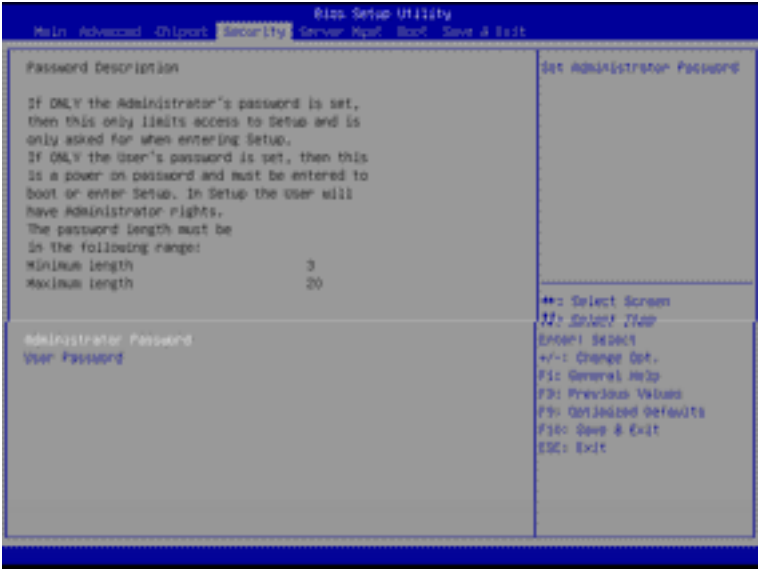 Bios Setup Utility
Main Advanced Chipset Security Server Mgmt Boot Save & Exit
Password Description
If ONLY the Administrator's password is set,
then this only limits access to Setup and is
only asked for when entering Setup.
If ONLY the User's password is set, then this
is a power on password and must be entered to
boot or enter Setup. In Setup the User will
have Administrator rights.
The password length must be
in the following range:
Minimum length 3
Maximum length 20
Administrator Password
User Password
Set Administrator Password
: Select Screen
: Select Item
Enter: Select
+/-: Change Opt.
F1: General Help
F3: Previous Values
F9: Optimized Defaults
F10: Save & Exit
ESC: Exit